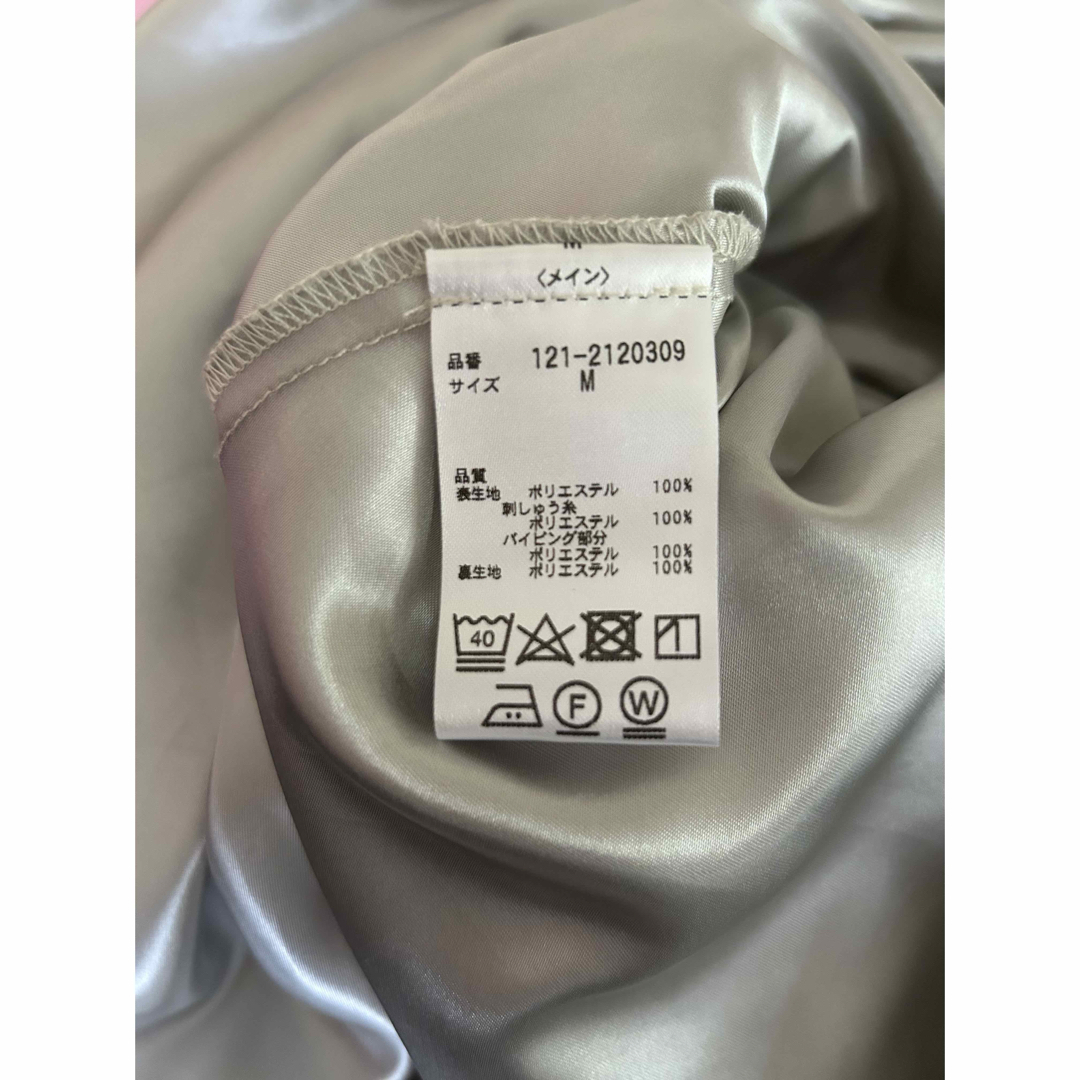 M
〈メイン〉
品番 121-2120309
サイズ M
品質
表生地 ポリエステル 100%
刺しゅう糸
ポリエステル 100%
パイピング部分
ポリエステル 100%
裏生地 ポリエステル 100%
40
F W